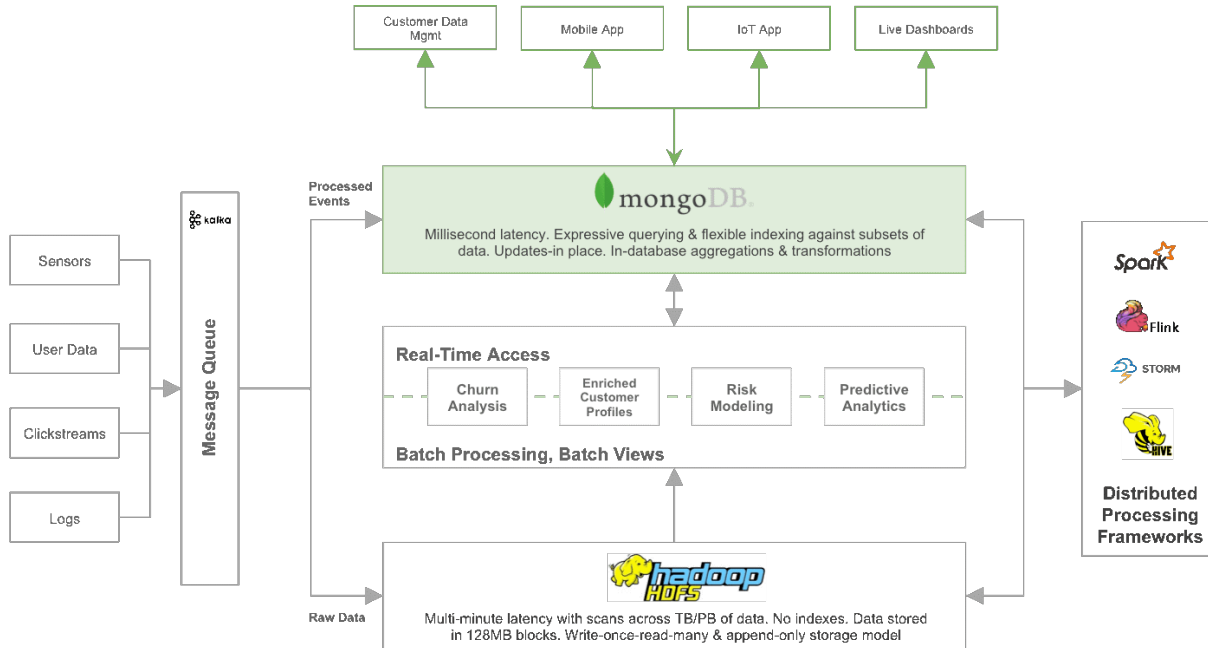 Customer Data
Mgmt
Mobile App
IoT App
Live Dashboards
Processed
Events
mongoDB
Millisecond latency. Expressive querying & flexible indexing against subsets of
data. Updates-in place. In-database aggregations & transformations
kafka
Message Queue
Sensors
User Data
Clickstreams
Logs
Real-Time Access
Churn
Analysis
Enriched
Customer
Profiles
Risk
Modeling
Predictive
Analytics
Batch Processing, Batch Views
Spark
Flink
STORM
HIVE
Distributed
Processing
Frameworks
Raw Data
hadoop
HDFS
Multi-minute latency with scans across TB/PB of data. No indexes. Data stored
in 128MB blocks. Write-once-read-many & append-only storage model